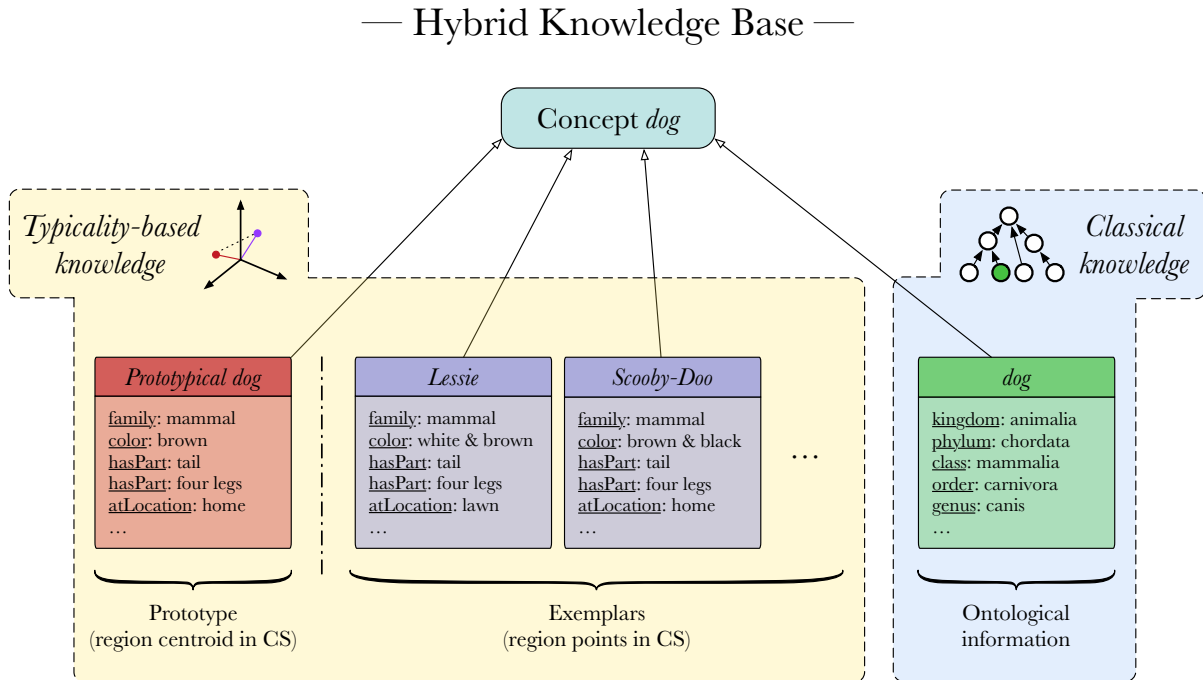 — Hybrid Knowledge Base —
Concept dog
Typicality-based
knowledge
Classical
knowledge
Prototypical dog
family: mammal
color: brown
hasPart: tail
hasPart: four legs
atLocation: home
…
Lessie
family: mammal
color: white & brown
hasPart: tail
hasPart: four legs
atLocation: lawn
…
Scooby-Doo
family: mammal
color: brown & black
hasPart: tail
hasPart: four legs
atLocation: home
…
…
dog
kingdom: animalia
phylum: chordata
class: mammalia
order: carnivora
genus: canis
…
Prototype
(region centroid in CS)
Exemplars
(region points in CS)
Ontological
information